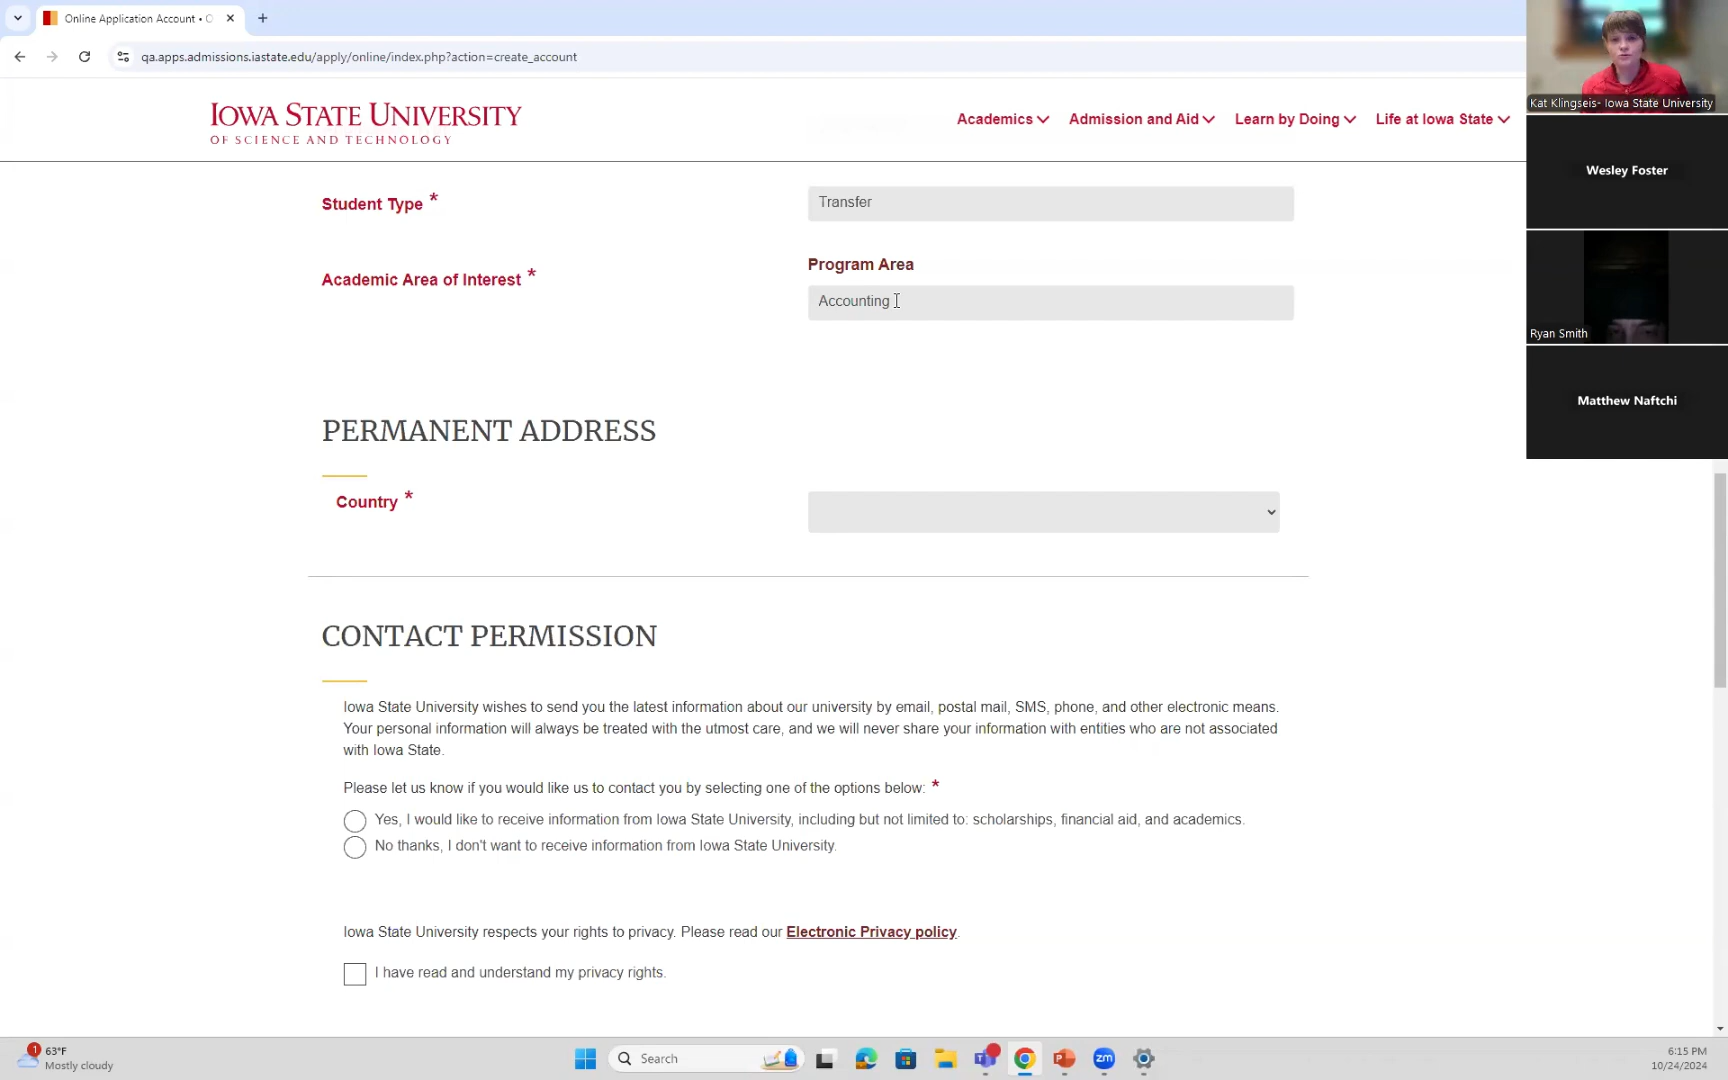 Online Application Account • O
qa.apps.admissions.iastate.edu/apply/online/index.php?action=create_account
IOWA STATE UNIVERSITY
OF SCIENCE AND TECHNOLOGY
Academics
Admission and Aid
Learn by Doing
Life at Iowa State
Kat Klingseis- Iowa State University
Wesley Foster
Ryan Smith
Matthew Naftchi
Student Type *
Transfer
Academic Area of Interest *
Program Area
Accounting
PERMANENT ADDRESS
Country *
CONTACT PERMISSION
Iowa State University wishes to send you the latest information about our university by email, postal mail, SMS, phone, and other electronic means.
Your personal information will always be treated with the utmost care, and we will never share your information with entities who are not associated
with Iowa State.
Please let us know if you would like us to contact you by selecting one of the options below: *
Yes, I would like to receive information from Iowa State University, including but not limited to: scholarships, financial aid, and academics.
No thanks, I don't want to receive information from Iowa State University.
Iowa State University respects your rights to privacy. Please read our Electronic Privacy policy.
I have read and understand my privacy rights.
1
63°F
Mostly cloudy
Search
zm
6:15 PM
10/24/2024